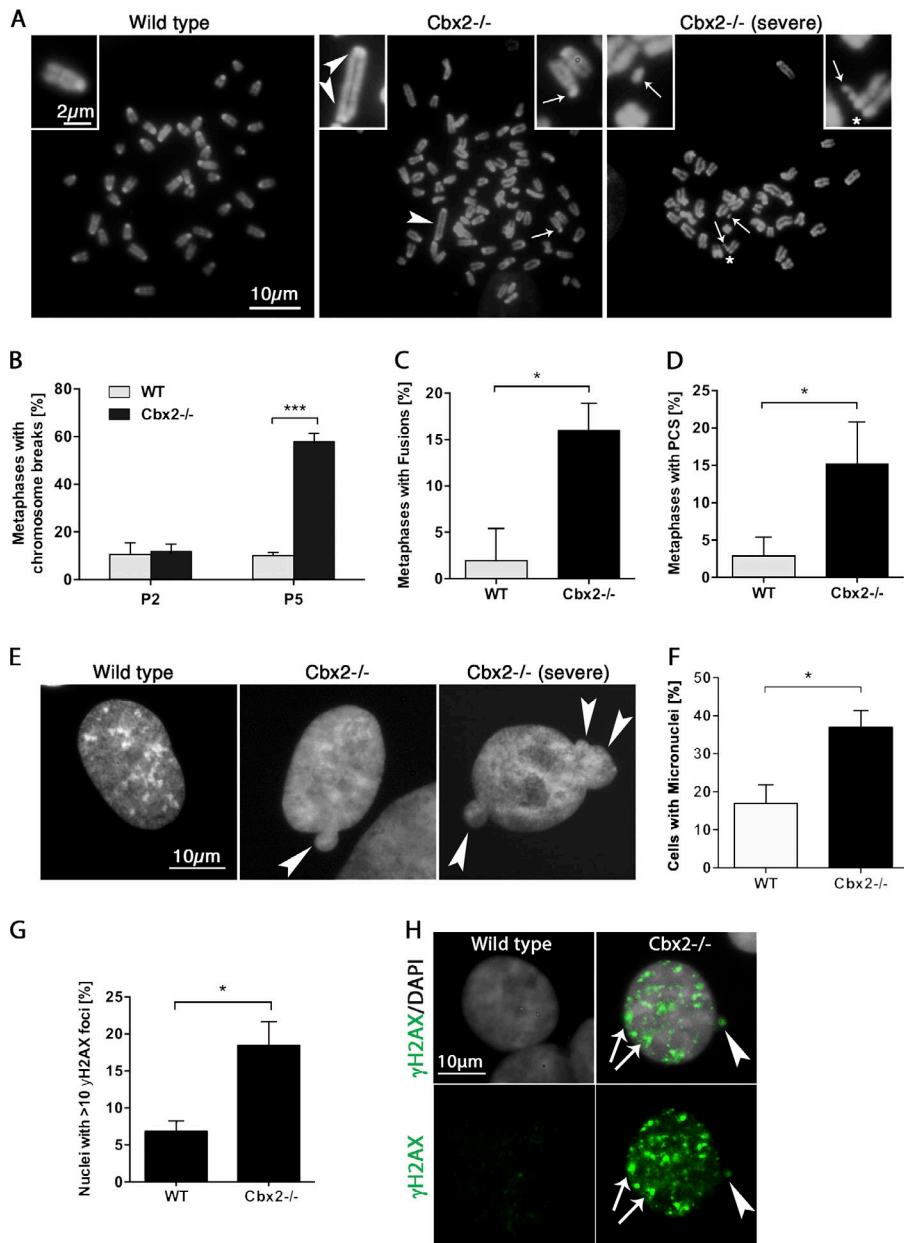 A
Wild type
Cbx2-/-
Cbx2-/- (severe)
2µm
*
*
10µm
B
Metaphases with
chromosome breaks [%]
80
60
40
20
0
WT
Cbx2-/-
***
P2
P5
C
Metaphases with Fusions [%]
20
15
10
5
0
*
WT
Cbx2-/-
D
Metaphases with PCS [%]
25
20
15
10
5
0
*
WT
Cbx2-/-
E
Wild type
Cbx2-/-
Cbx2-/- (severe)
10µm
F
Cells with Micronuclei [%]
50
40
30
20
10
0
*
WT
Cbx2-/-
G
Nuclei with >10 γH2AX foci [%]
25
20
15
10
5
0
*
WT
Cbx2-/-
H
Wild type
Cbx2-/-
γH2AX/DAPI
10µm
γH2AX